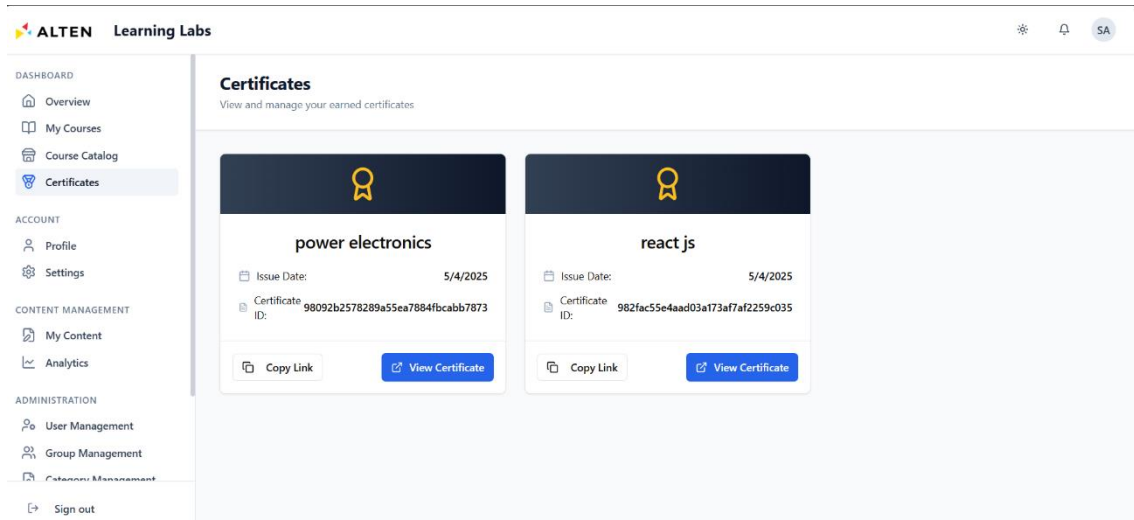 ALTEN Learning Labs
SA
DASHBOARD
Overview
My Courses
Course Catalog
Certificates
ACCOUNT
Profile
Settings
CONTENT MANAGEMENT
My Content
Analytics
ADMINISTRATION
User Management
Group Management
Category Management
Sign out
Certificates
View and manage your earned certificates
power electronics
Issue Date: 5/4/2025
Certificate ID: 98092b2578289a55ea7884fbcabb7873
Copy Link
View Certificate
react js
Issue Date: 5/4/2025
Certificate ID: 982fac55e4aad03a173af7af2259c035
Copy Link
View Certificate